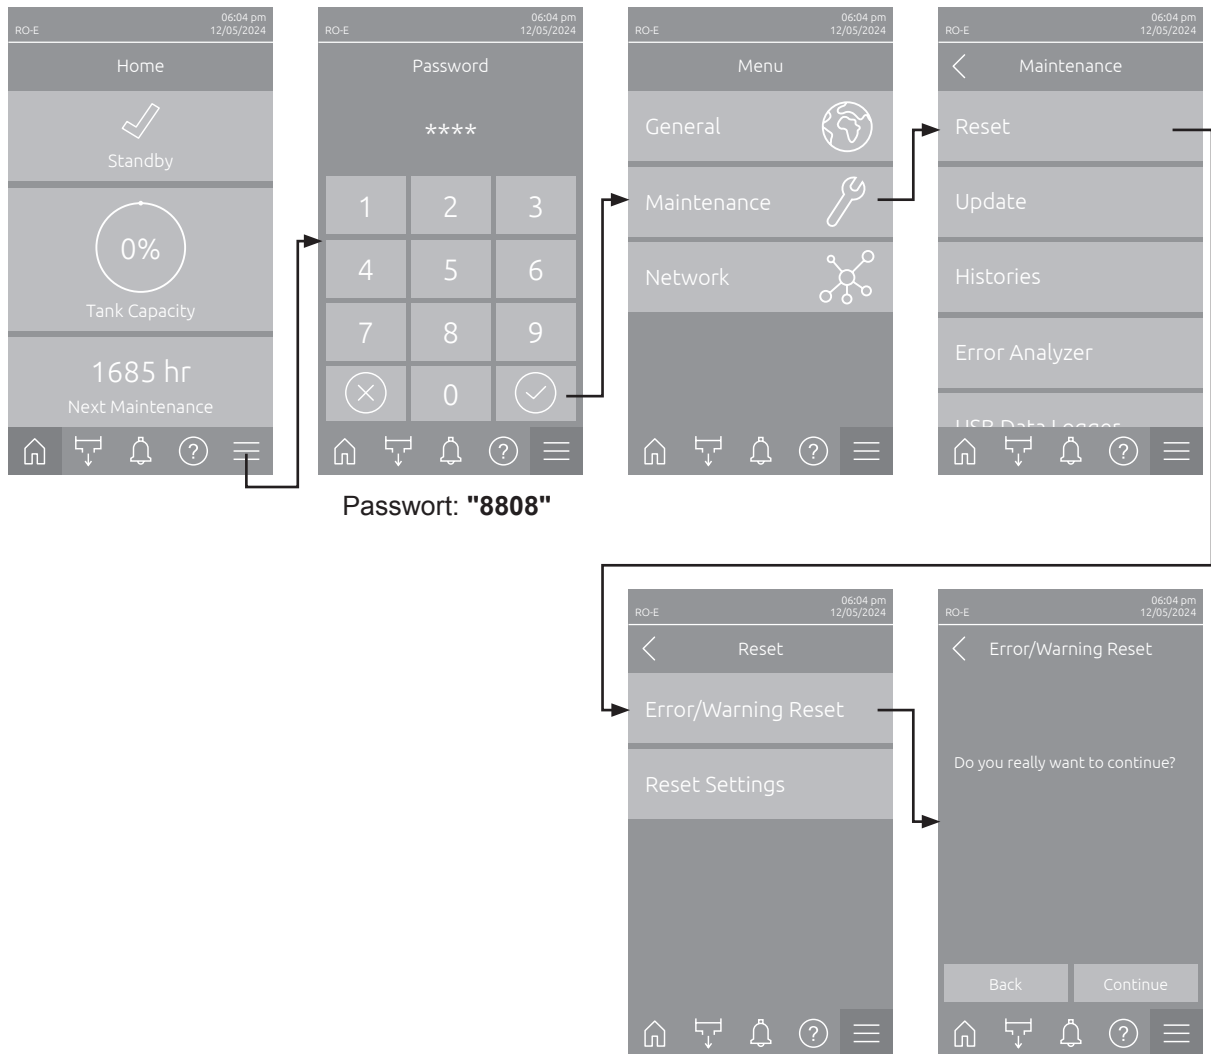 06:04 pm
RO-E 12/05/2024
Home
Standby
0%
Tank Capacity
1685 hr
Next Maintenance
?
06:04 pm
RO-E 12/05/2024
Password
****
1 2 3
4 5 6
7 8 9
0
?
Passwort: "8808"
06:04 pm
RO-E 12/05/2024
Menu
General
Maintenance
Network
?
06:04 pm
RO-E 12/05/2024
Maintenance
Reset
Update
Histories
Error Analyzer
USB Data Logger
?
06:04 pm
RO-E 12/05/2024
Reset
Error/Warning Reset
Reset Settings
?
06:04 pm
RO-E 12/05/2024
Error/Warning Reset
Do you really want to continue?
Back Continue
?